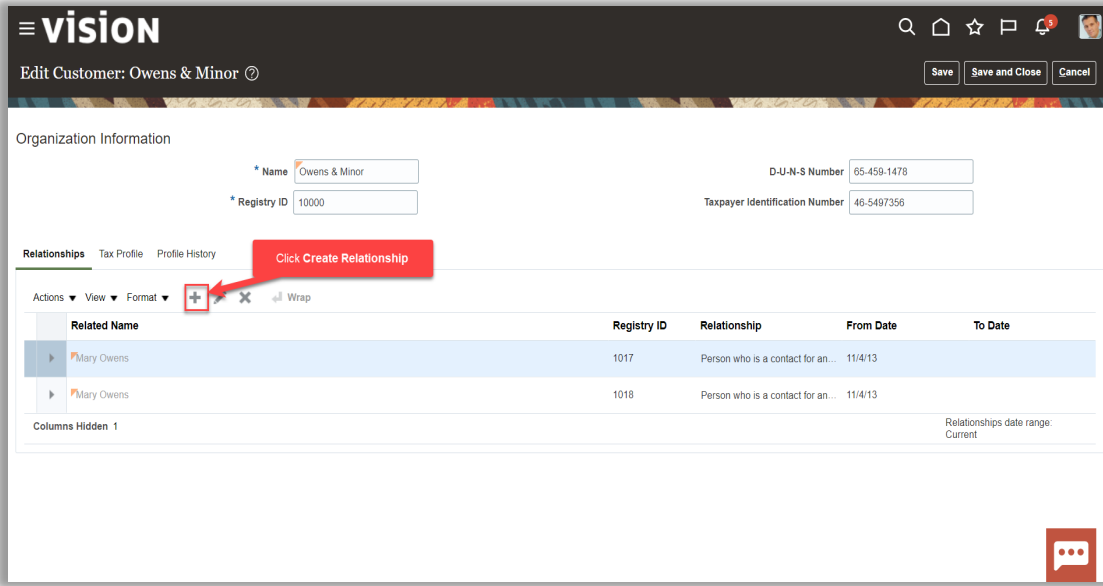 vision
5
Edit Customer: Owens & Minor ?
Save Save and Close Cancel
Organization Information
* Name Owens & Minor
D-U-N-S Number 65-459-1478
* Registry ID 10000
Taxpayer Identification Number 46-5497356
Relationships Tax Profile Profile History
Click Create Relationship
Actions View Format Wrap
Related Name Registry ID Relationship From Date To Date
Mary Owens 1017 Person who is a contact for an... 11/4/13
Mary Owens 1018 Person who is a contact for an... 11/4/13
Columns Hidden 1
Relationships date range:
Current